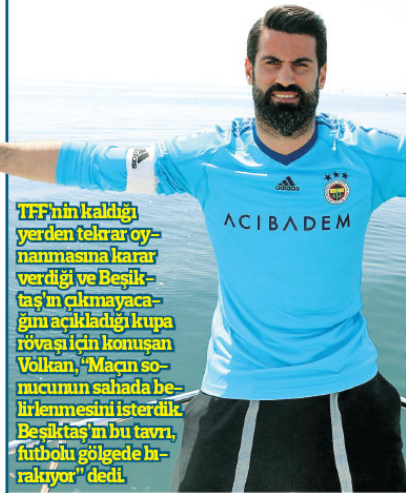 TFF'nin kaldığı
yerden tekrar oy-
nanmasına karar
verdiği ve Beşik-
taş'ın çıkmayaca-
ğını açıkladığı kupa
rövaşı için konuşan
Volkan, "Maçın so-
nucunun sahada be-
lirlenmesini isterdik.
Beşiktaş'ın bu tavrı,
futbolu gölgede bı-
rakıyor" dedi.
adidas
ACIBADEM